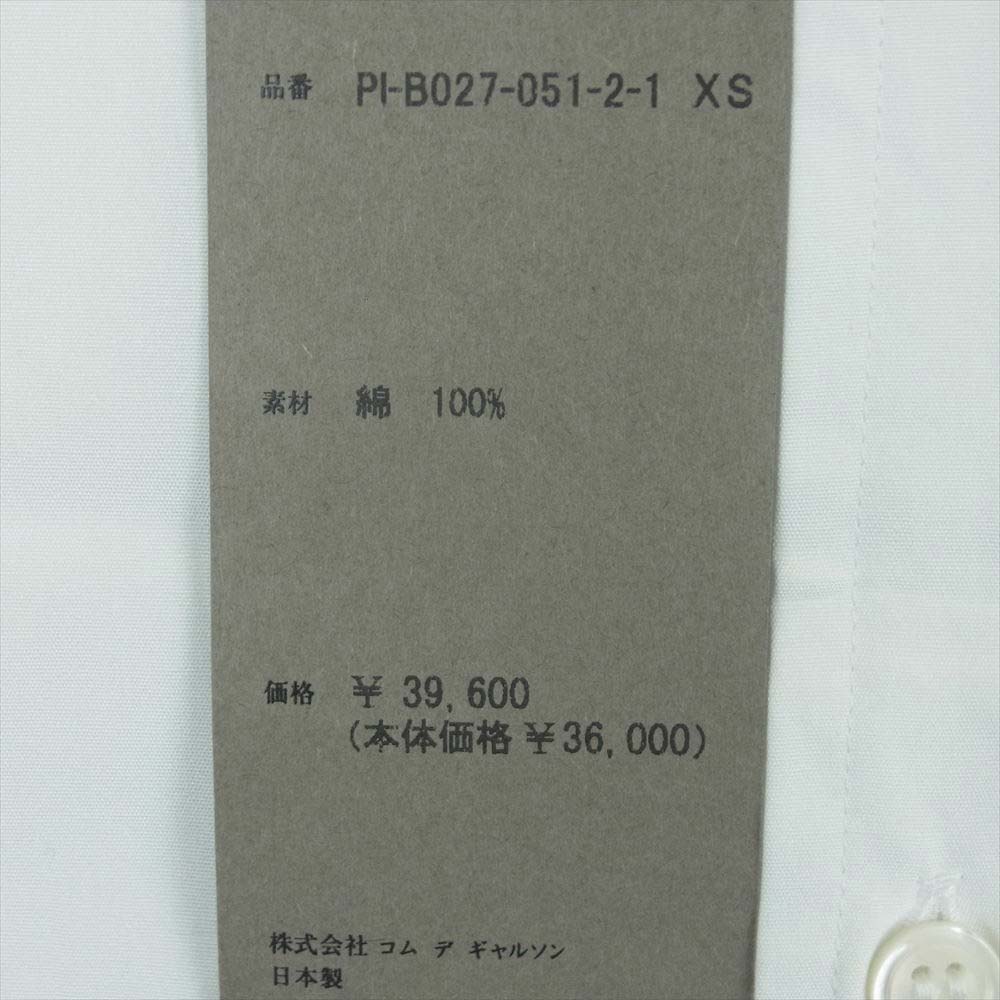 品番 PI-B027-051-2-1 XS
素材 綿 100%
価格 ¥ 39,600
(本体価格 ¥36,000)
株式会社 コム デ ギャルソン
日本製